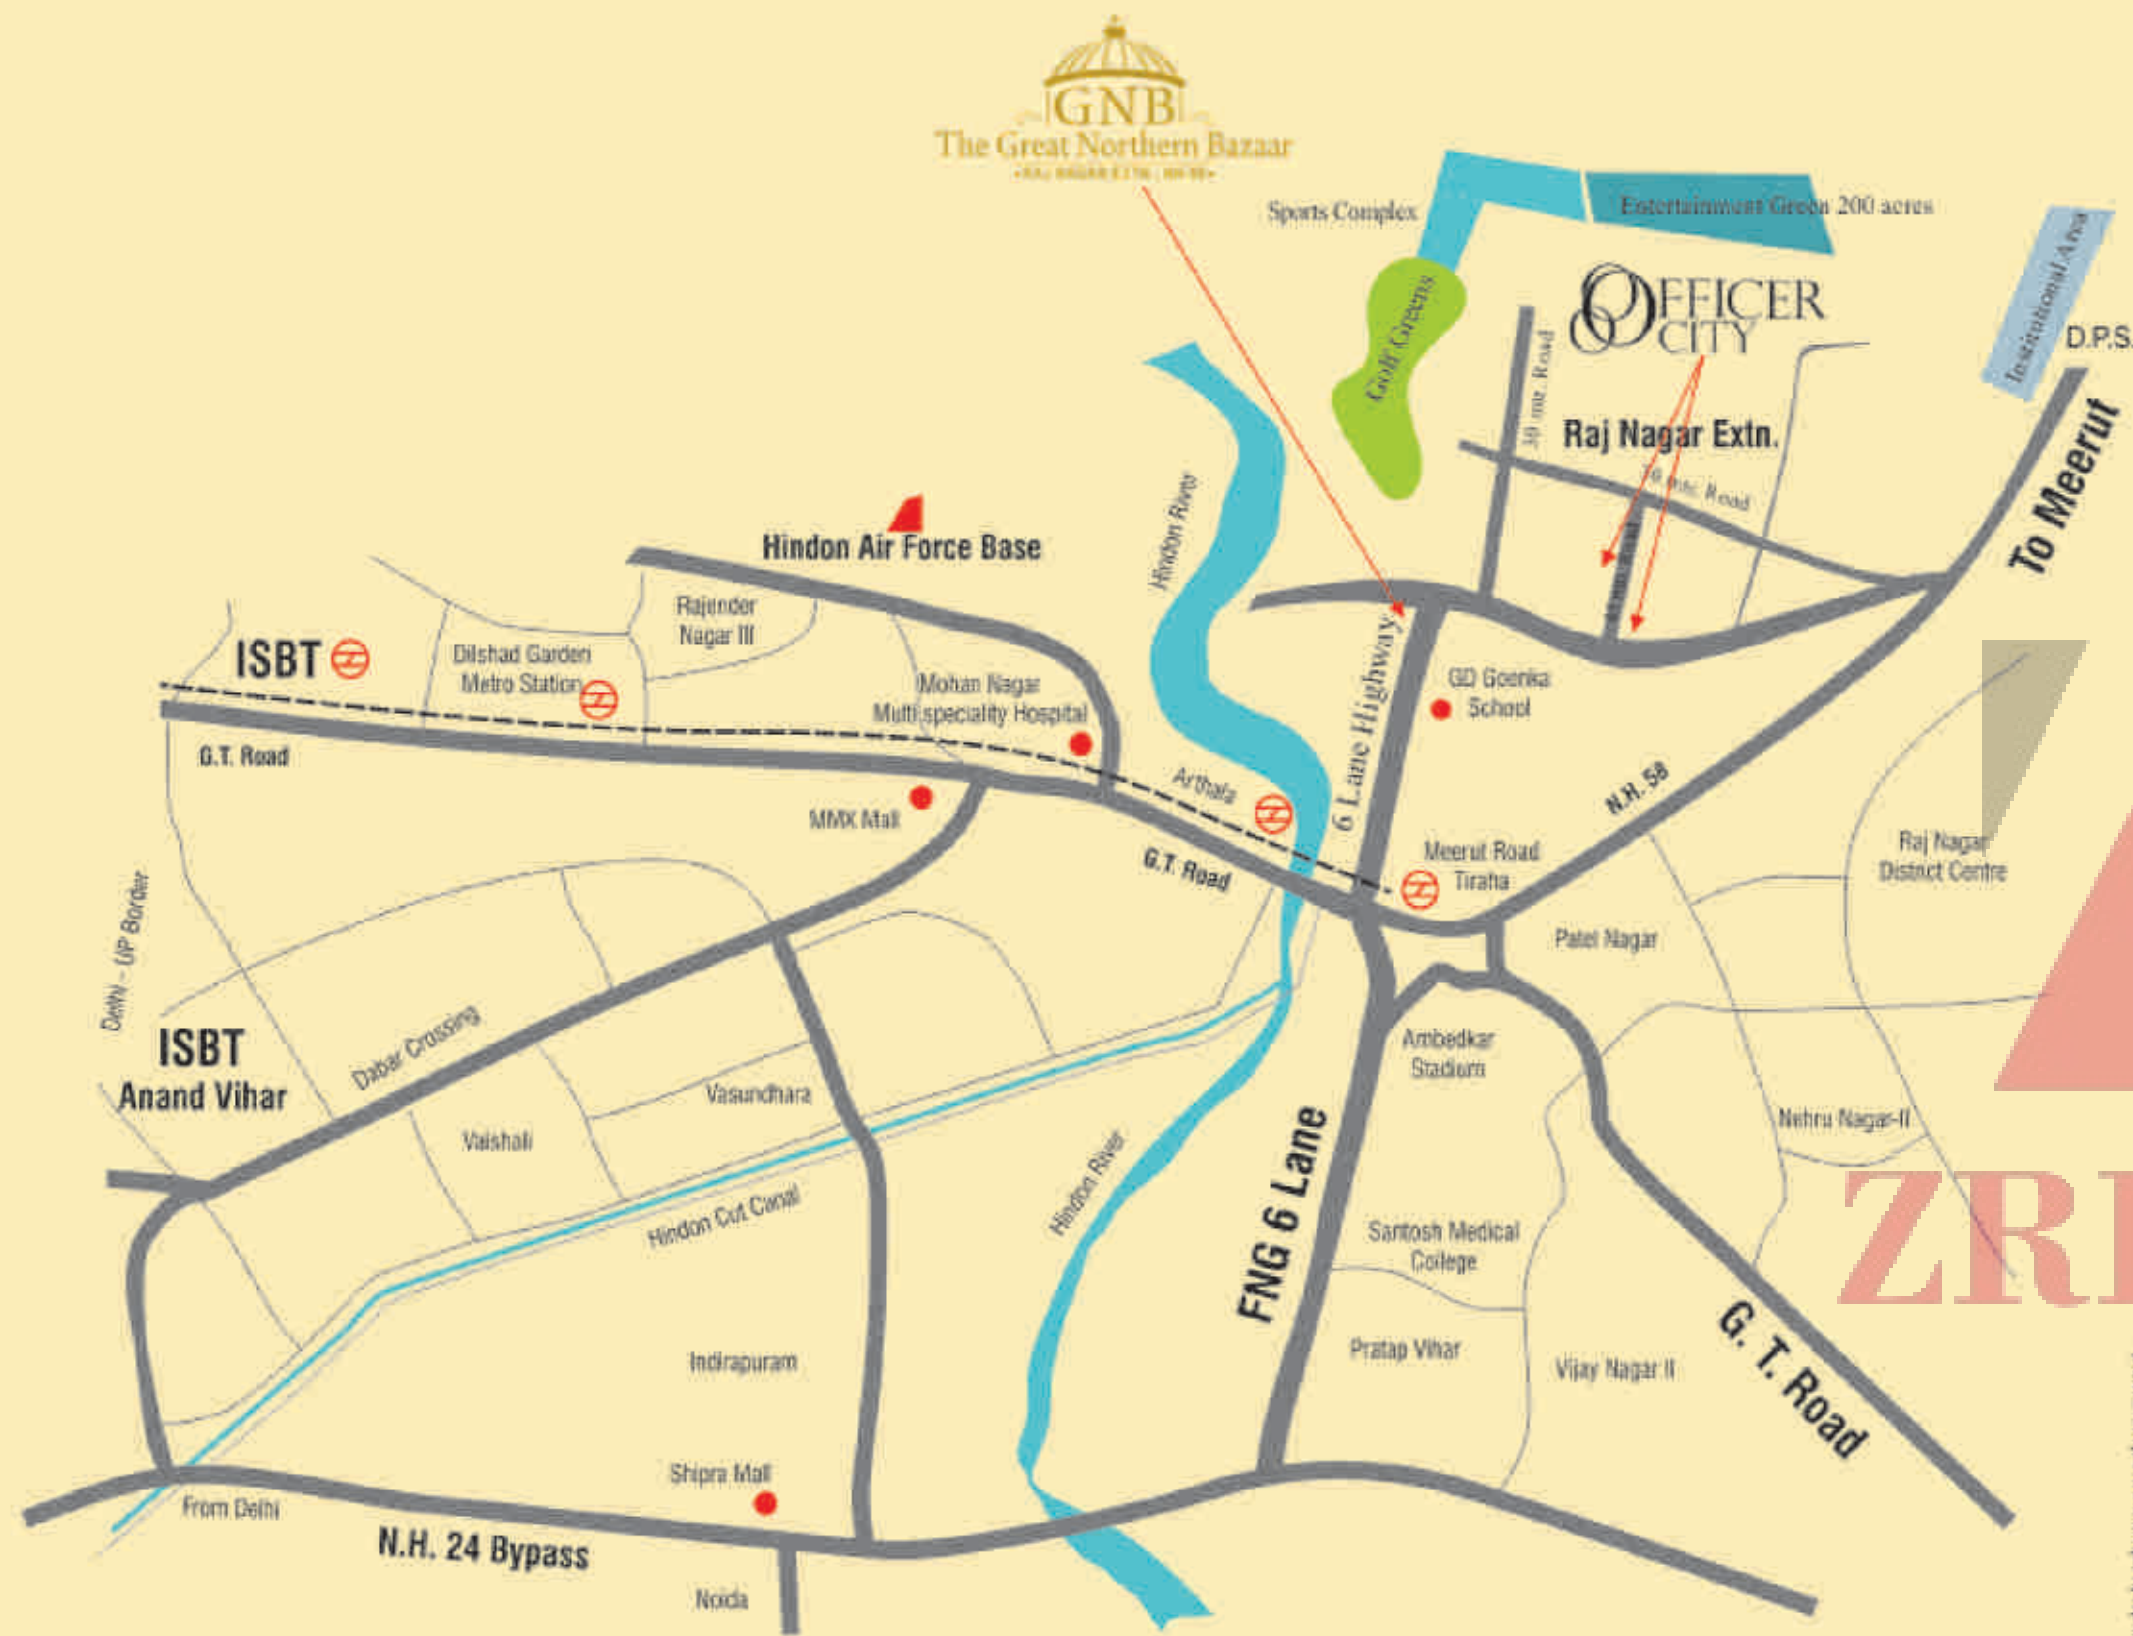 GNB
The Great Northern Bazaar
Sports Complex
Entertainment Green 200 acres
Institutional Area
D.P.S.
Golf Greens
OFFICER
CITY
30 mtr. Road
Raj Nagar Extn.
mtr. Road
To Meerut
Hindon River
Hindon Air Force Base
Rajender
Nagar III
ISBT
Dilshad Garden
Metro Station
Mohan Nagar
Multi speciality Hospital
6 Lane Highway
GD Goenka
School
G.T. Road
Arthala
N.H. 58
MMX Mall
G.T. Road
Meerut Road
Tiraha
Raj Nagar
District Centre
Patel Nagar
Delhi - UP Border
ISBT
Anand Vihar
Dabar Crossing
Ambedkar
Stadium
Vasundhara
Vaishali
Nehru Nagar-II
Hindon River
FNG 6 Lane
Hindon Cut Canal
Santosh Medical
College
Indirapuram
Pratap Vihar
Vijay Nagar II
G. T. Road
Shipra Mall
From Delhi
N.H. 24 Bypass
Noida